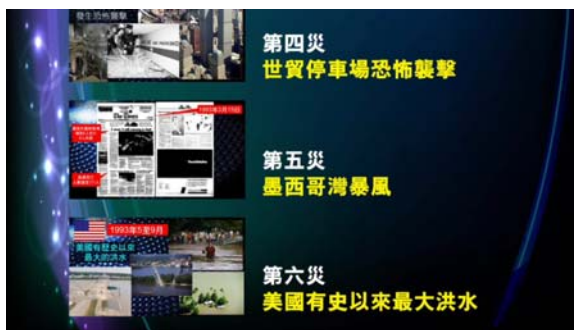 發生恐怖襲擊
第四災
世貿停車場恐怖襲擊
1993年3月15日
The Times
第五災
墨西哥灣暴風
1993年5至9月
美國有歷史以來
最大的洪水
第六災
美國有史以來最大洪水